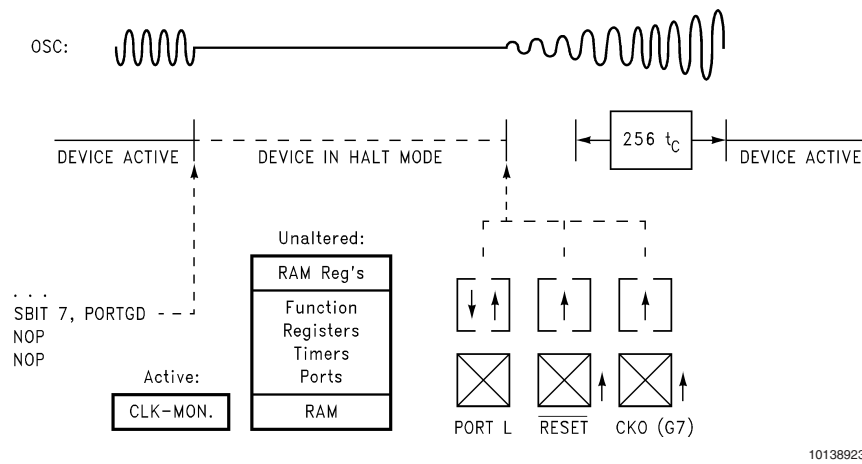 OSC:
256 tC
DEVICE ACTIVE
DEVICE IN HALT MODE
DEVICE ACTIVE
Unaltered:
RAM Reg's
Function
Registers
Timers
Ports
RAM
. . .
SBIT 7, PORTGD
NOP
NOP
Active:
CLK-MON.
PORT L
RESET
CKO (G7)
10138923